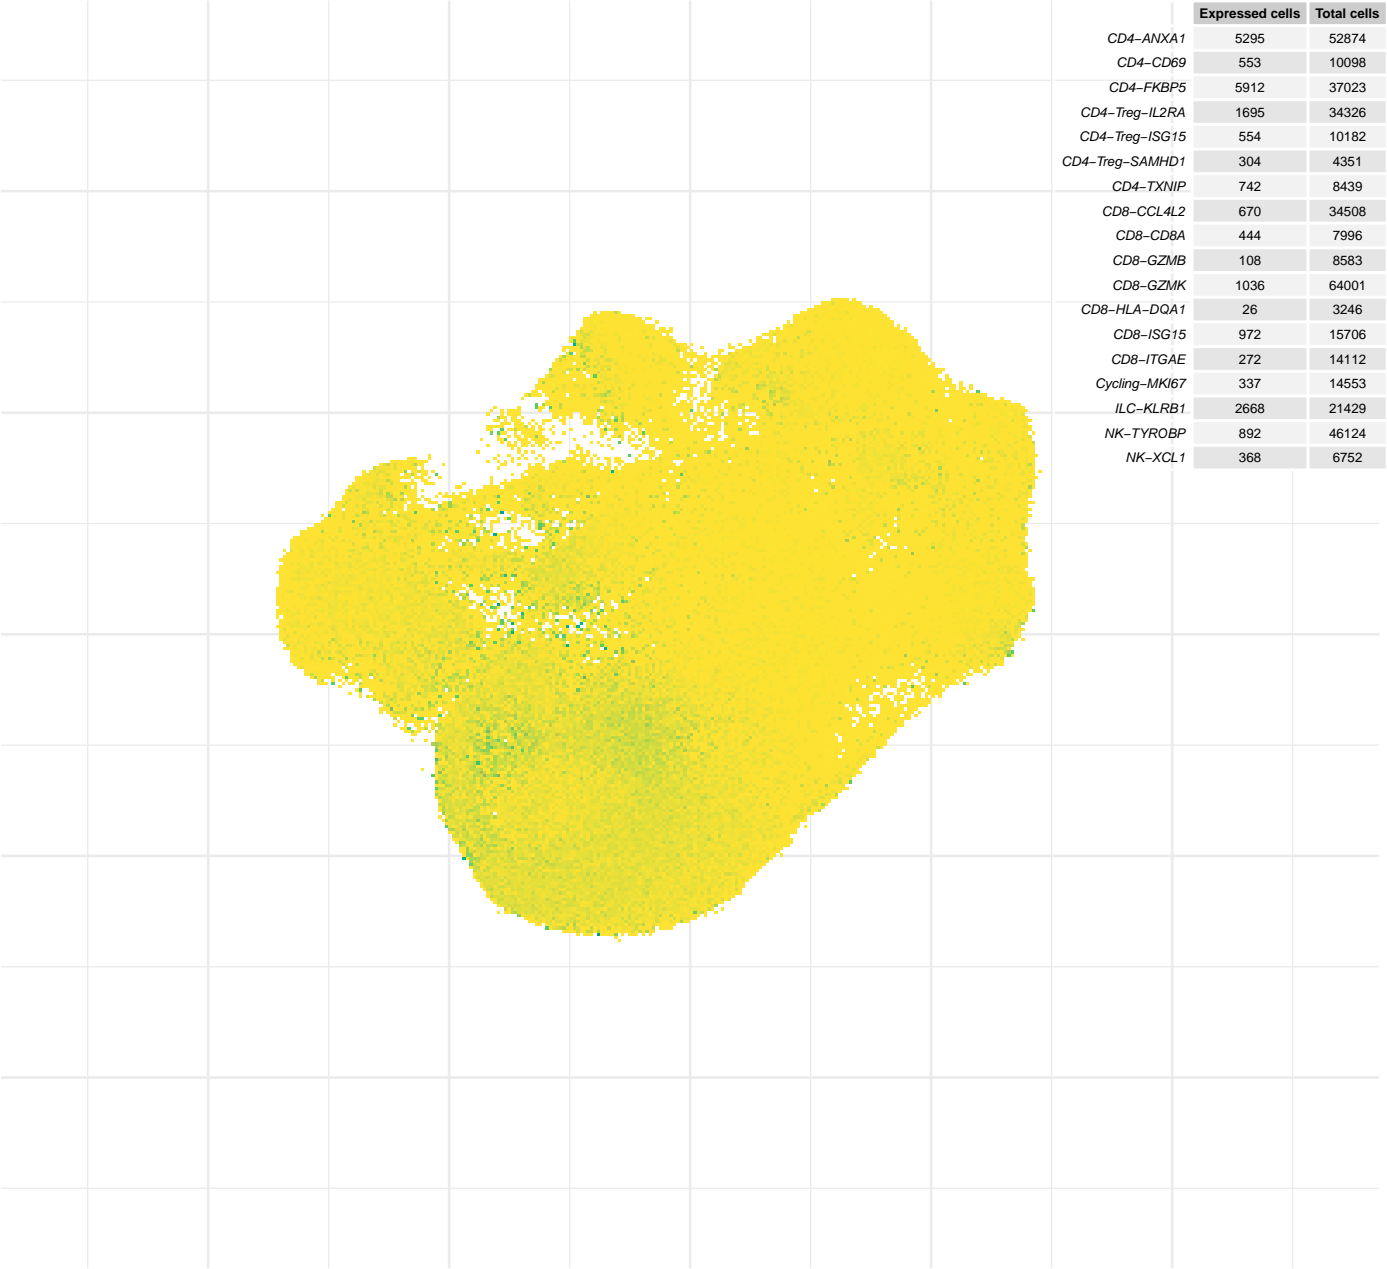 Expressed cells Total cells
CD4−ANXA1 5295 52874
CD4−CD69 553 10098
CD4−FKBP5 5912 37023
CD4−Treg−IL2RA 1695 34326
CD4−Treg−ISG15 554 10182
CD4−Treg−SAMHD1 304 4351
CD4−TXNIP 742 8439
CD8−CCL4L2 670 34508
CD8−CD8A 444 7996
CD8−GZMB 108 8583
CD8−GZMK 1036 64001
CD8−HLA−DQA1 26 3246
CD8−ISG15 972 15706
CD8−ITGAE 272 14112
Cycling−MKI67 337 14553
ILC−KLRB1 2668 21429
NK−TYROBP 892 46124
NK−XCL1 368 6752